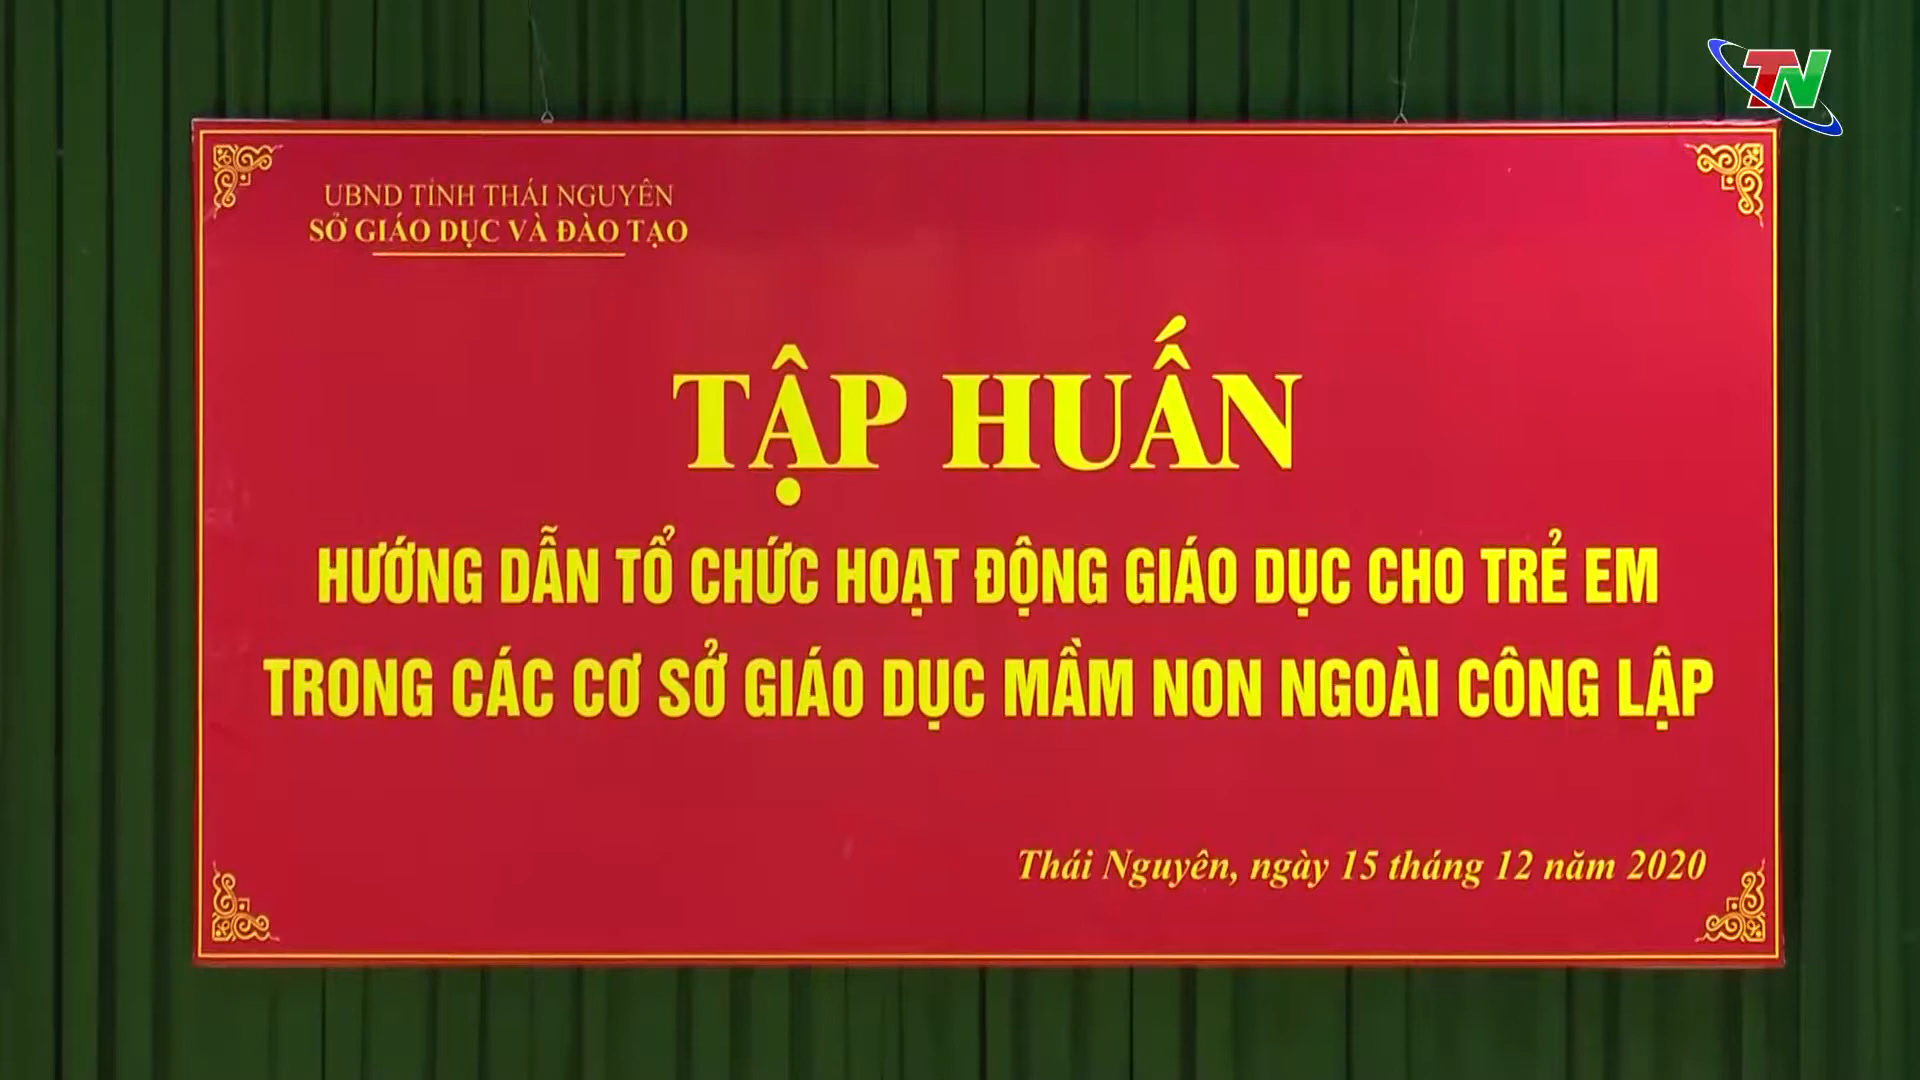 TN
UBND TỈNH THÁI NGUYÊN
SỞ GIÁO DỤC VÀ ĐÀO TẠO
TẬP HUẤN
HƯỚNG DẪN TỔ CHỨC HOẠT ĐỘNG GIÁO DỤC CHO TRẺ EM
TRONG CÁC CƠ SỞ GIÁO DỤC MẦM NON NGOÀI CÔNG LẬP
Thái Nguyên, ngày 15 tháng 12 năm 2020